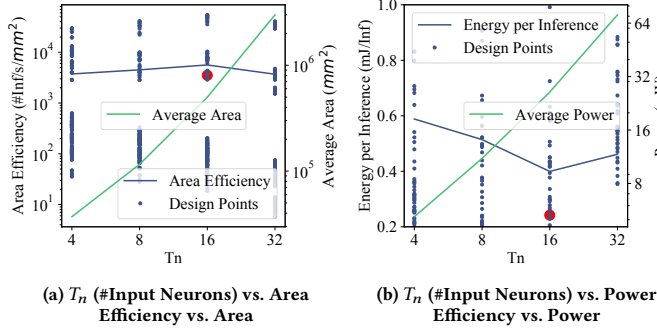 Area Efficiency (#Inf/s/mm²)
10⁴
10³
10²
10¹
Average Area
Area Efficiency
Design Points
4
8
16
32
Tn
10⁶
10⁵
Average Area (mm²)
Energy per Inference (mJ/Inf)
1.0
0.8
0.6
0.4
0.2
Energy per Inference
Design Points
Average Power
4
8
16
32
Tn
64
32
16
8
(a) Tₙ (#Input Neurons) vs. Area
Efficiency vs. Area
(b) Tₙ (#Input Neurons) vs. Power
Efficiency vs. Power